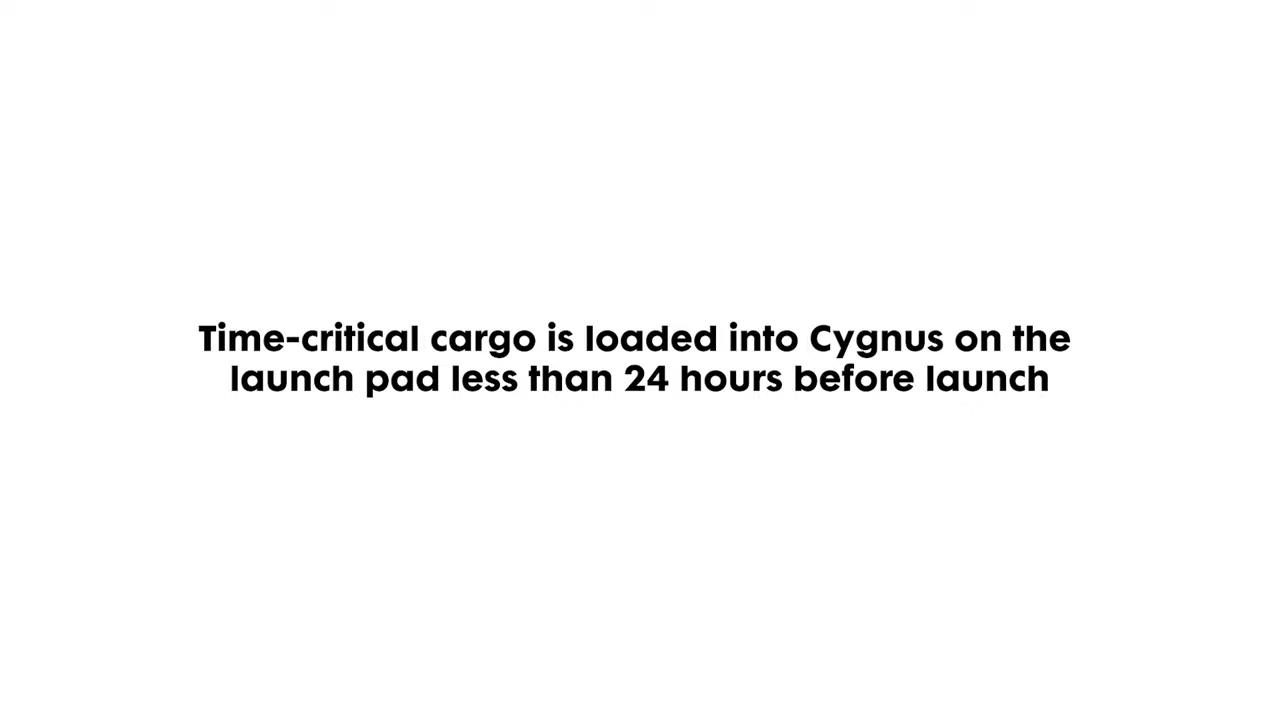 Time-critical cargo is loaded into Cygnus on the
launch pad less than 24 hours before launch